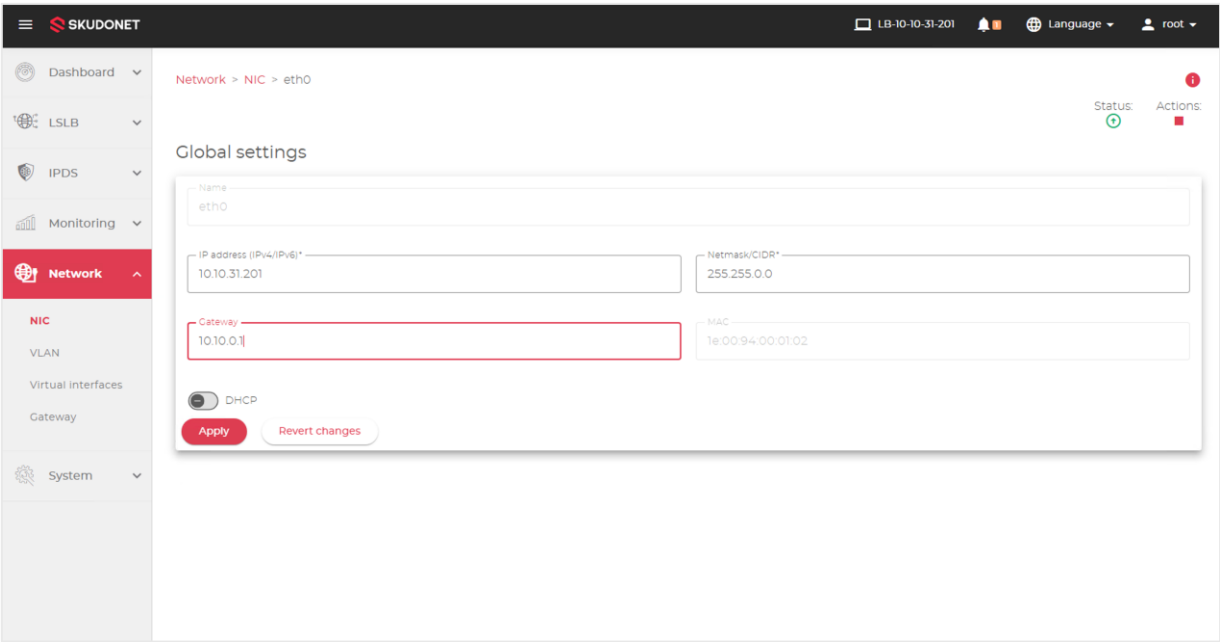 SKUDONET
LB-10-10-31-201
Language
root
Dashboard
LSLB
IPDS
Monitoring
Network
NIC
VLAN
Virtual interfaces
Gateway
System
Network > NIC > eth0
Status:
Actions:
Global settings
Name
eth0
IP address (IPv4/IPv6)*
10.10.31.201
Netmask/CIDR*
255.255.0.0
Gateway
10.10.0.1
MAC
1e:00:94:00:01:02
DHCP
Apply
Revert changes